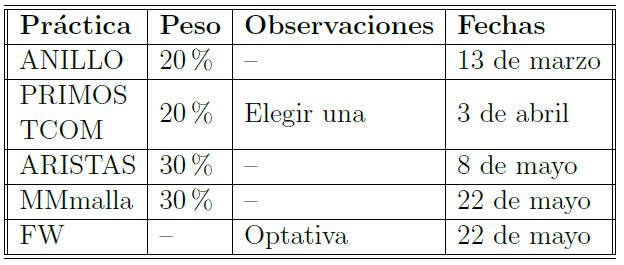 Práctica Peso Observaciones Fechas
ANILLO 20 % – 13 de marzo
PRIMOS
TCOM 20 % Elegir una 3 de abril
ARISTAS 30 % – 8 de mayo
MMmalla 30 % – 22 de mayo
FW – Optativa 22 de mayo